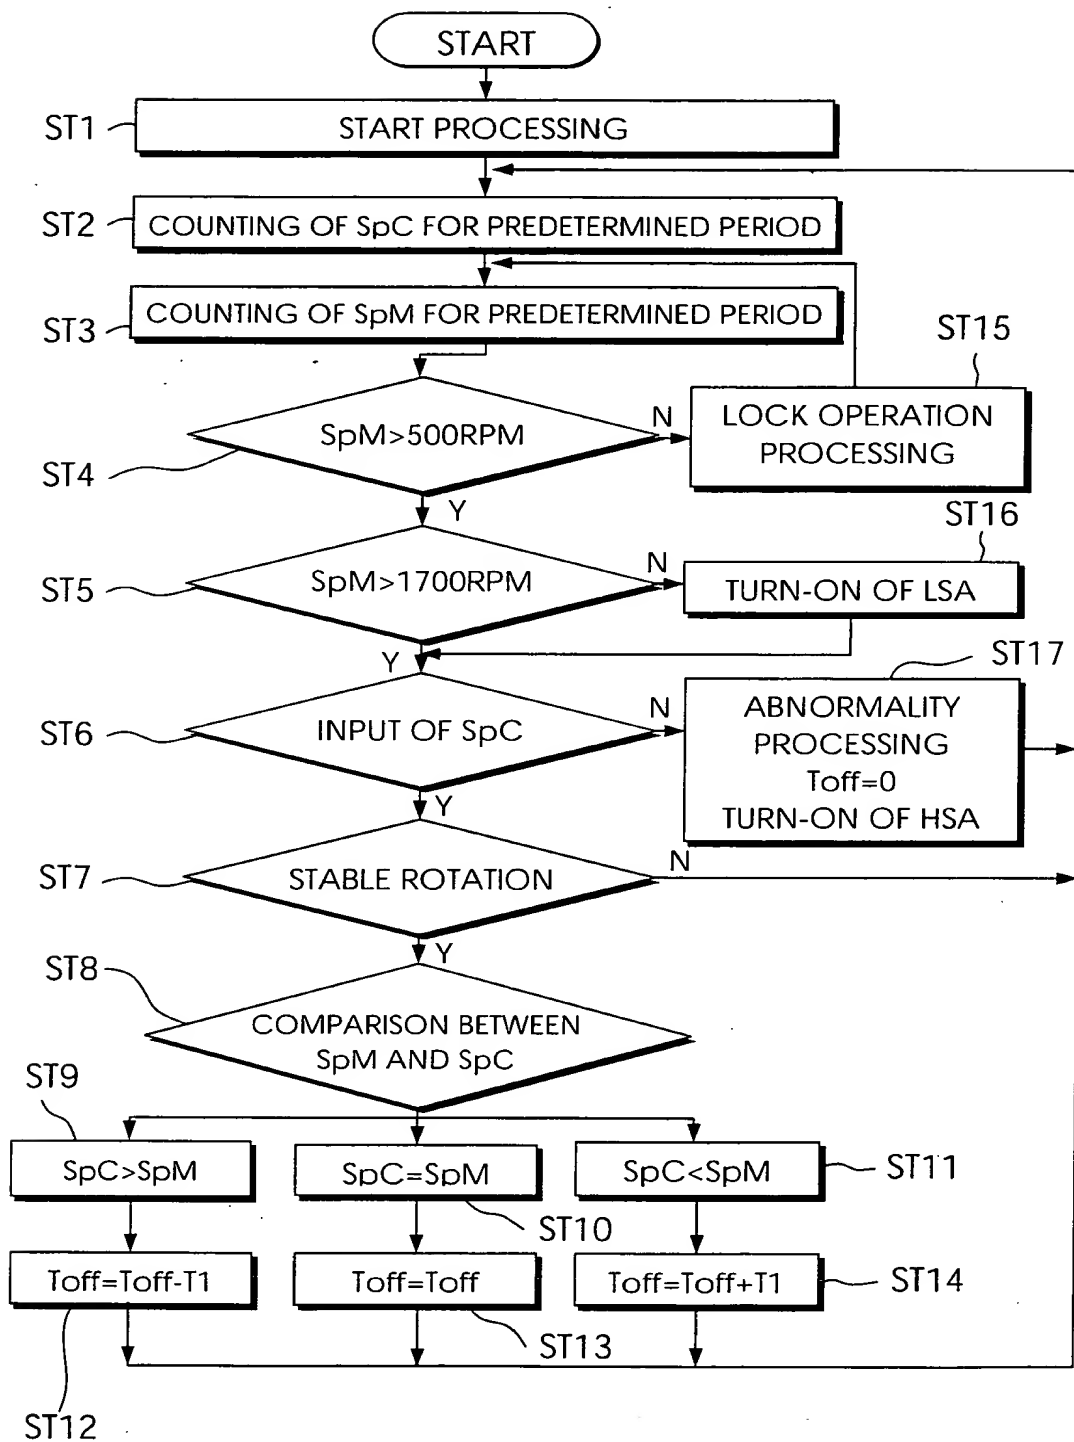 START
ST1
START PROCESSING
ST2
COUNTING OF SpC FOR PREDETERMINED PERIOD
ST3
COUNTING OF SpM FOR PREDETERMINED PERIOD
ST15
LOCK OPERATION
PROCESSING
ST4
SpM>500RPM
N
Y
ST16
ST5
SpM>1700RPM
N
TURN-ON OF LSA
Y
ST17
ST6
INPUT OF SpC
N
ABNORMALITY
PROCESSING
Toff=0
TURN-ON OF HSA
Y
ST7
STABLE ROTATION
N
Y
ST8
COMPARISON BETWEEN
SpM AND SpC
ST9
SpC>SpM
SpC=SpM
SpC<SpM
ST11
ST10
Toff=Toff-T1
Toff=Toff
Toff=Toff+T1
ST14
ST13
ST12